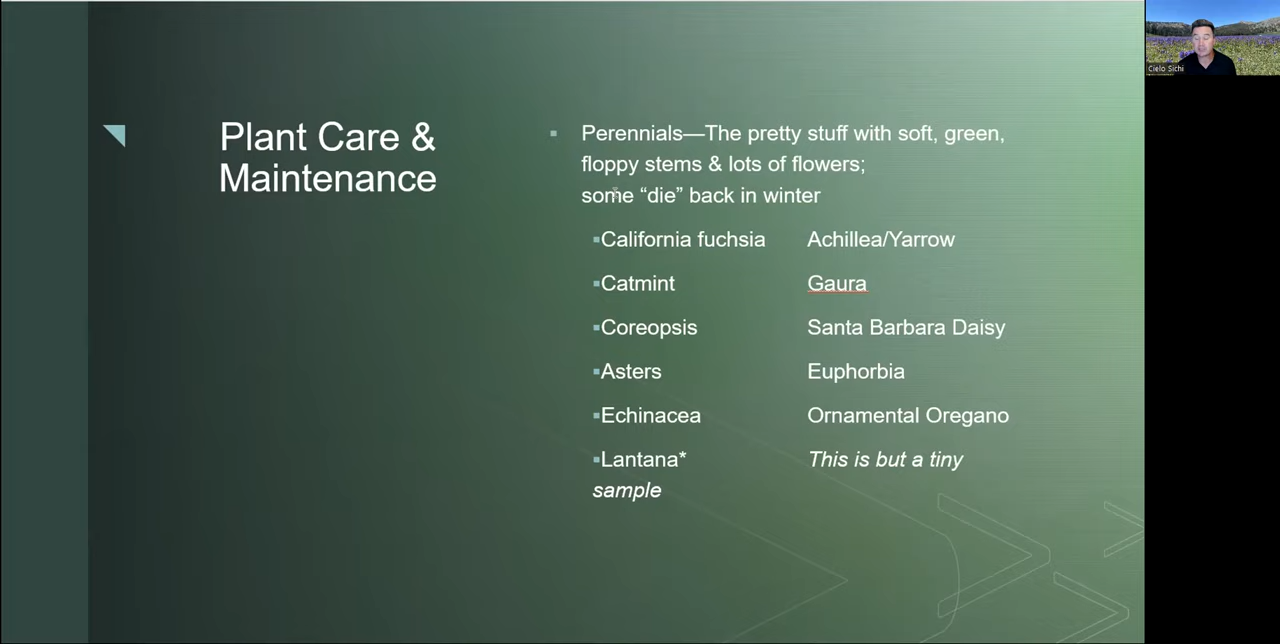 Plant Care &
Maintenance
Perennials—The pretty stuff with soft, green,
floppy stems & lots of flowers;
some “die” back in winter
California fuchsia Achillea/Yarrow
Catmint Gaura
Coreopsis Santa Barbara Daisy
Asters Euphorbia
Echinacea Ornamental Oregano
Lantana* This is but a tiny
sample
Cielo Sichi